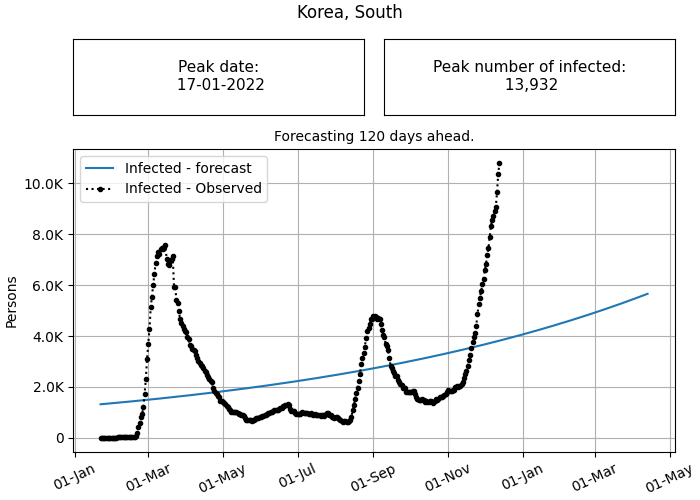 Korea, South
Peak date:
17-01-2022
Peak number of infected:
13,932
Forecasting 120 days ahead.
Infected - forecast
Infected - Observed
Persons
10.0K
8.0K
6.0K
4.0K
2.0K
0
01-Jan
01-Mar
01-May
01-Jul
01-Sep
01-Nov
01-Jan
01-Mar
01-May